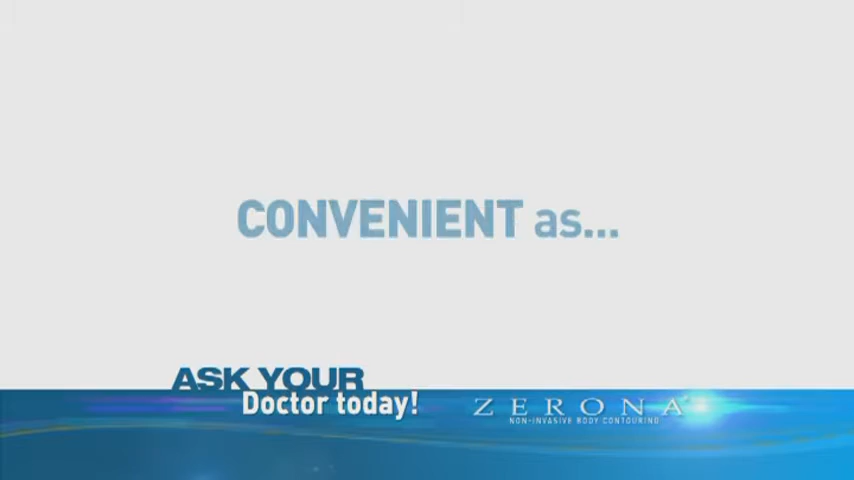 CONVENIENT as...
ASK YOUR
Doctor today!
ZERONA
NON-INVASIVE BODY CONTOURING